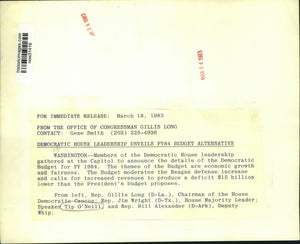 historicimages.com
FOR IMMEDIATE RELEASE: March 16, 1983
FROM THE OFFICE OF CONGRESSMAN GILLIS LONG
CONTACT: Gene Smith (202) 225-4926
DEMOCRATIC HOUSE LEADERSHIP UNVEILS FY84 BUDGET ALTERNATIVE
WASHINGTON--Members of the Democratic House leadership
gathered at the Capitol to announce the details of the Democratic
Budget for FY 1984. The themes of the Budget are economic growth
and fairness. The Budget moderates the Reagan defense increase
and calls for increased revenues to produce a deficit $15 billion
lower than the President's budget proposes.
From left, Rep. Gillis Long (D-La.), Chairman of the House
Democratic Caucus; Rep. Jim Wright (D-Tx.), House Majority Leader;
Speaker Tip O'Neill; and Rep. Bill Alexander (D-Ark), Deputy
Whip.